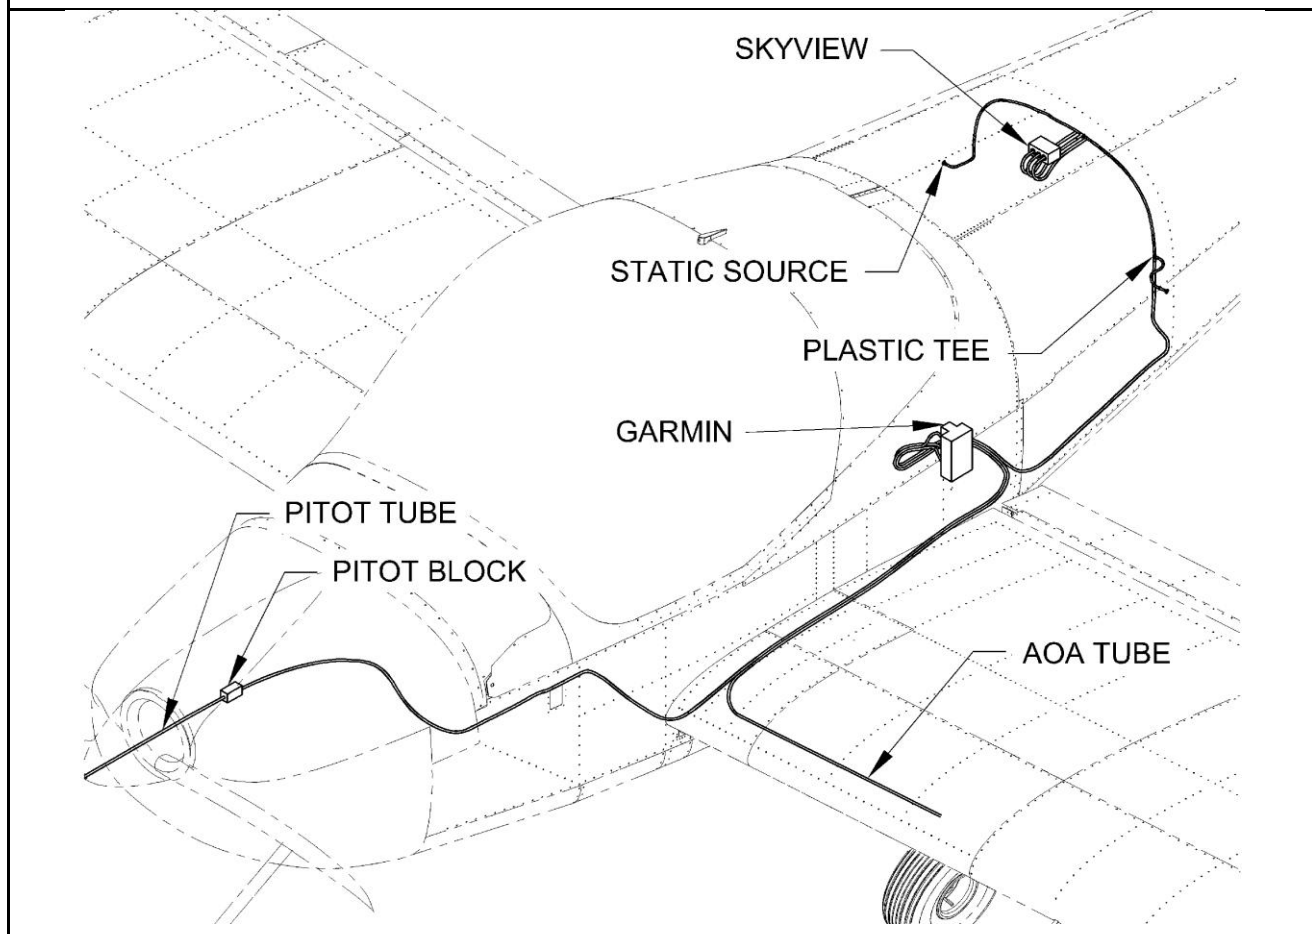 SKYVIEW
STATIC SOURCE
PLASTIC TEE
GARMIN
PITOT TUBE
PITOT BLOCK
AOA TUBE